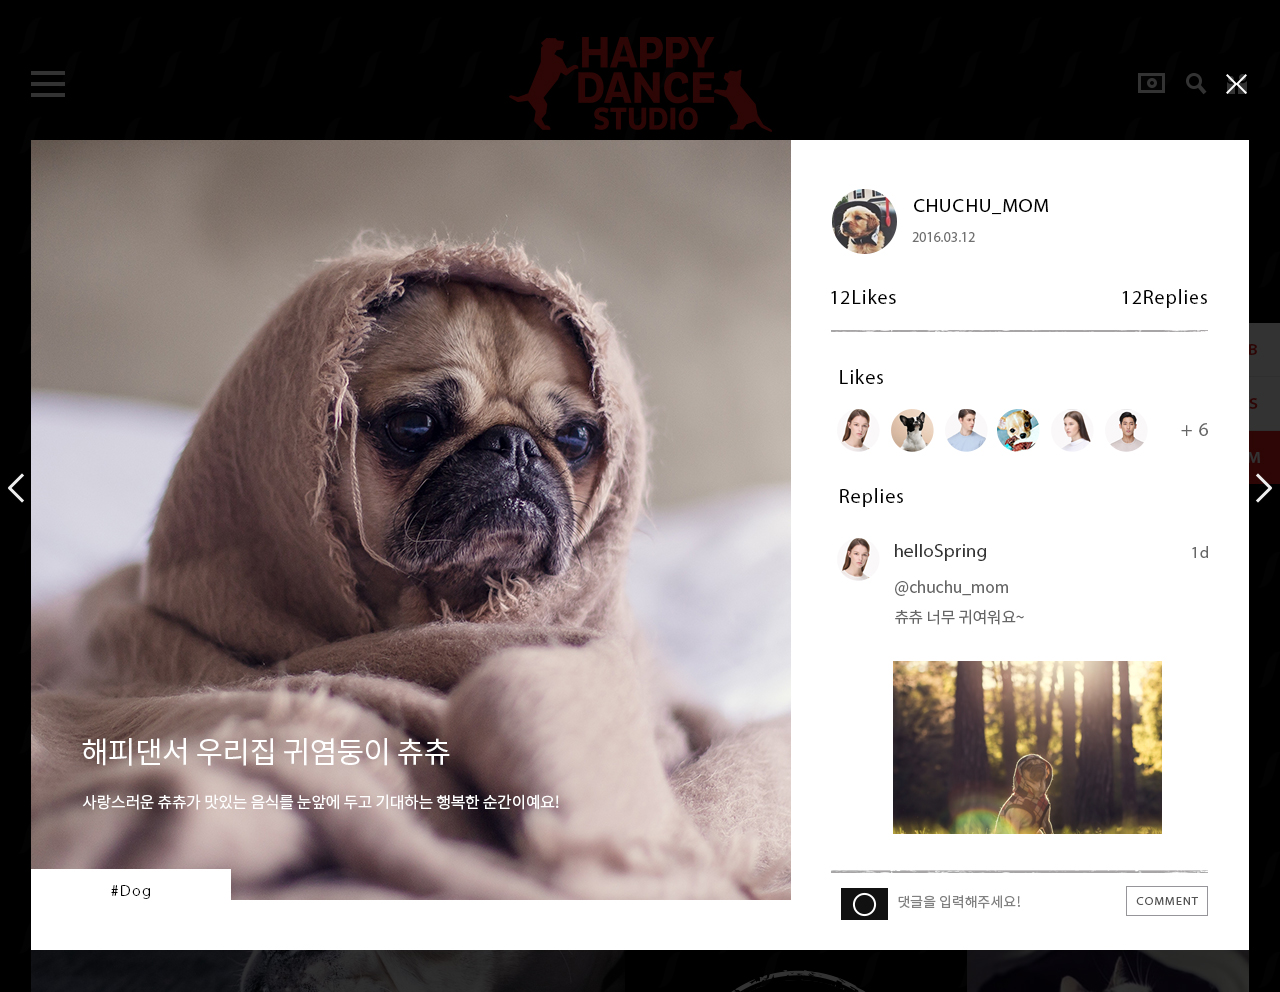 HAPPY
DANCE
STUDIO
CHUCHU_MOM
2016.03.12
12Likes
12Replies
B
Likes
S
+ 6
M
Replies
helloSpring
1d
@chuchu_mom
츄츄 너무 귀여워요~
해피댄서 우리집 귀염둥이 츄츄
사랑스러운 츄츄가 맛있는 음식을 눈앞에 두고 기대하는 행복한 순간이예요!
#Dog
댓글을 입력해주세요!
COMMENT